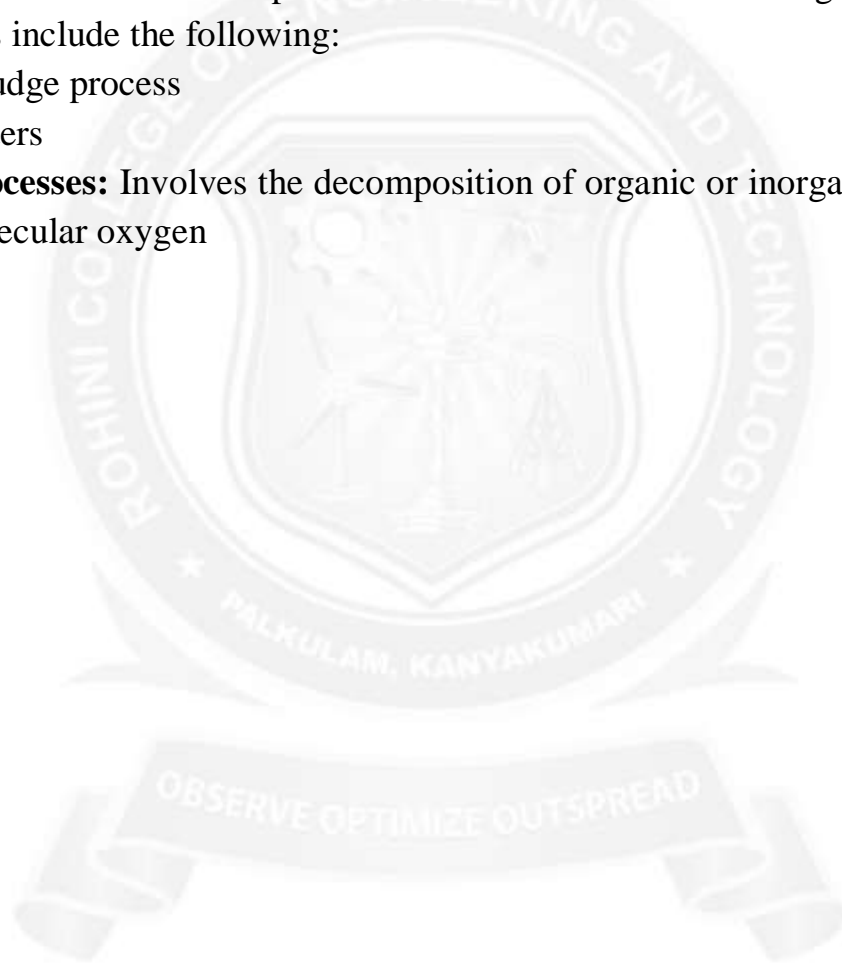 s include the following:
udge process
ers
ocesses: Involves the decomposition of organic or inorga
ecular oxygen
ROHINI COLLEGE OF ENGINEERING AND TECHNOLOGY
PALKULAM, KANYAKUMARI
OBSERVE OPTIMIZE OUTSPREAD